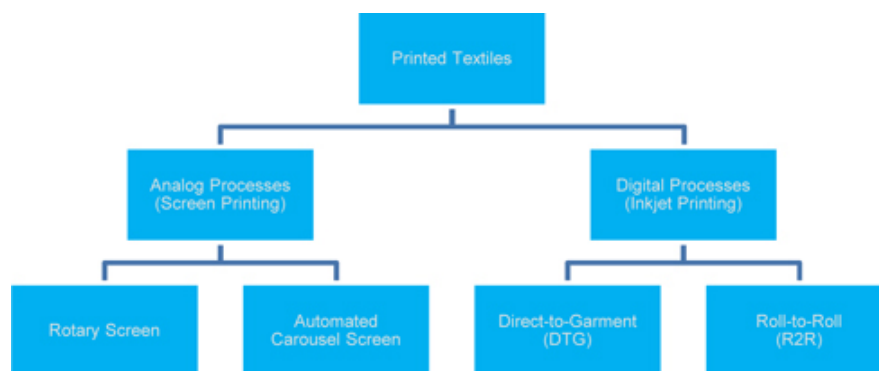 Printed Textiles
Analog Processes
(Screen Printing)
Digital Processes
(Inkjet Printing)
Rotary Screen
Automated
Carousel Screen
Direct-to-Garment
(DTG)
Roll-to-Roll
(R2R)